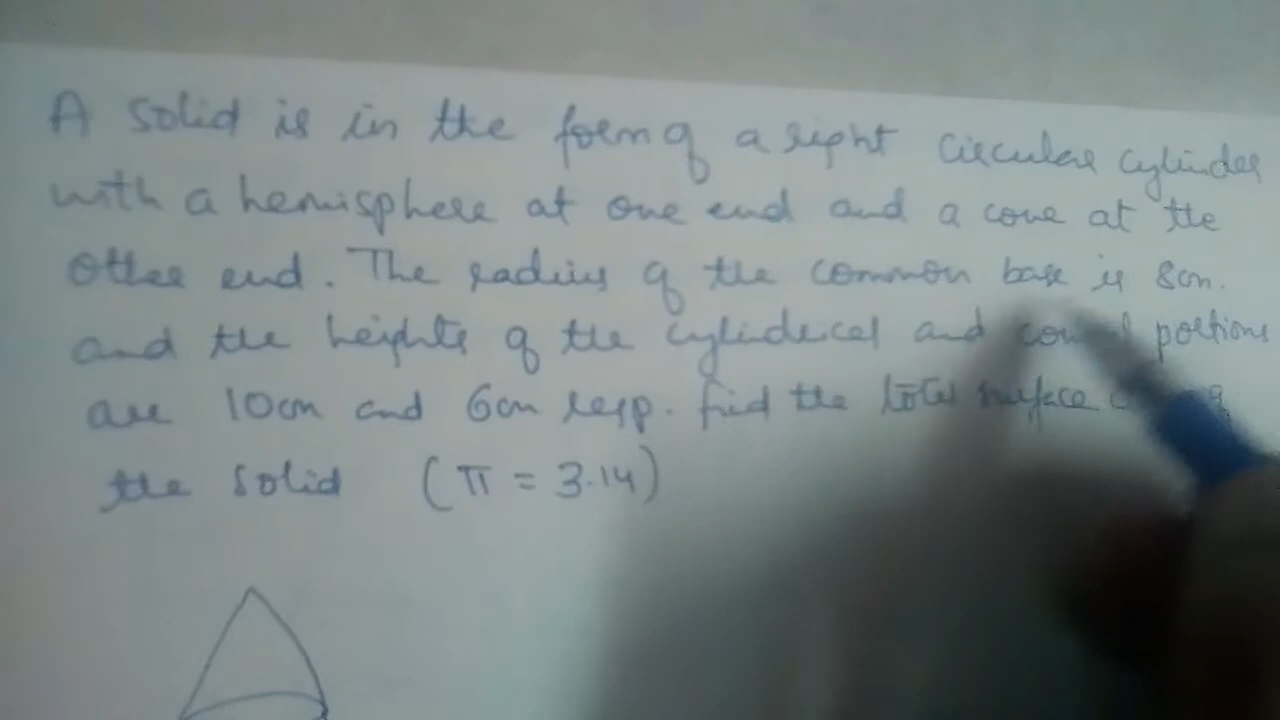 A solid is in the form of a right circular cylinder
with a hemisphere at one end and a cone at the
other end. The radius of the common base is 8cm.
and the heights of the cylindrical and portions
are 10cm and 6cm resp. find the total surface
the solid (π = 3.14)